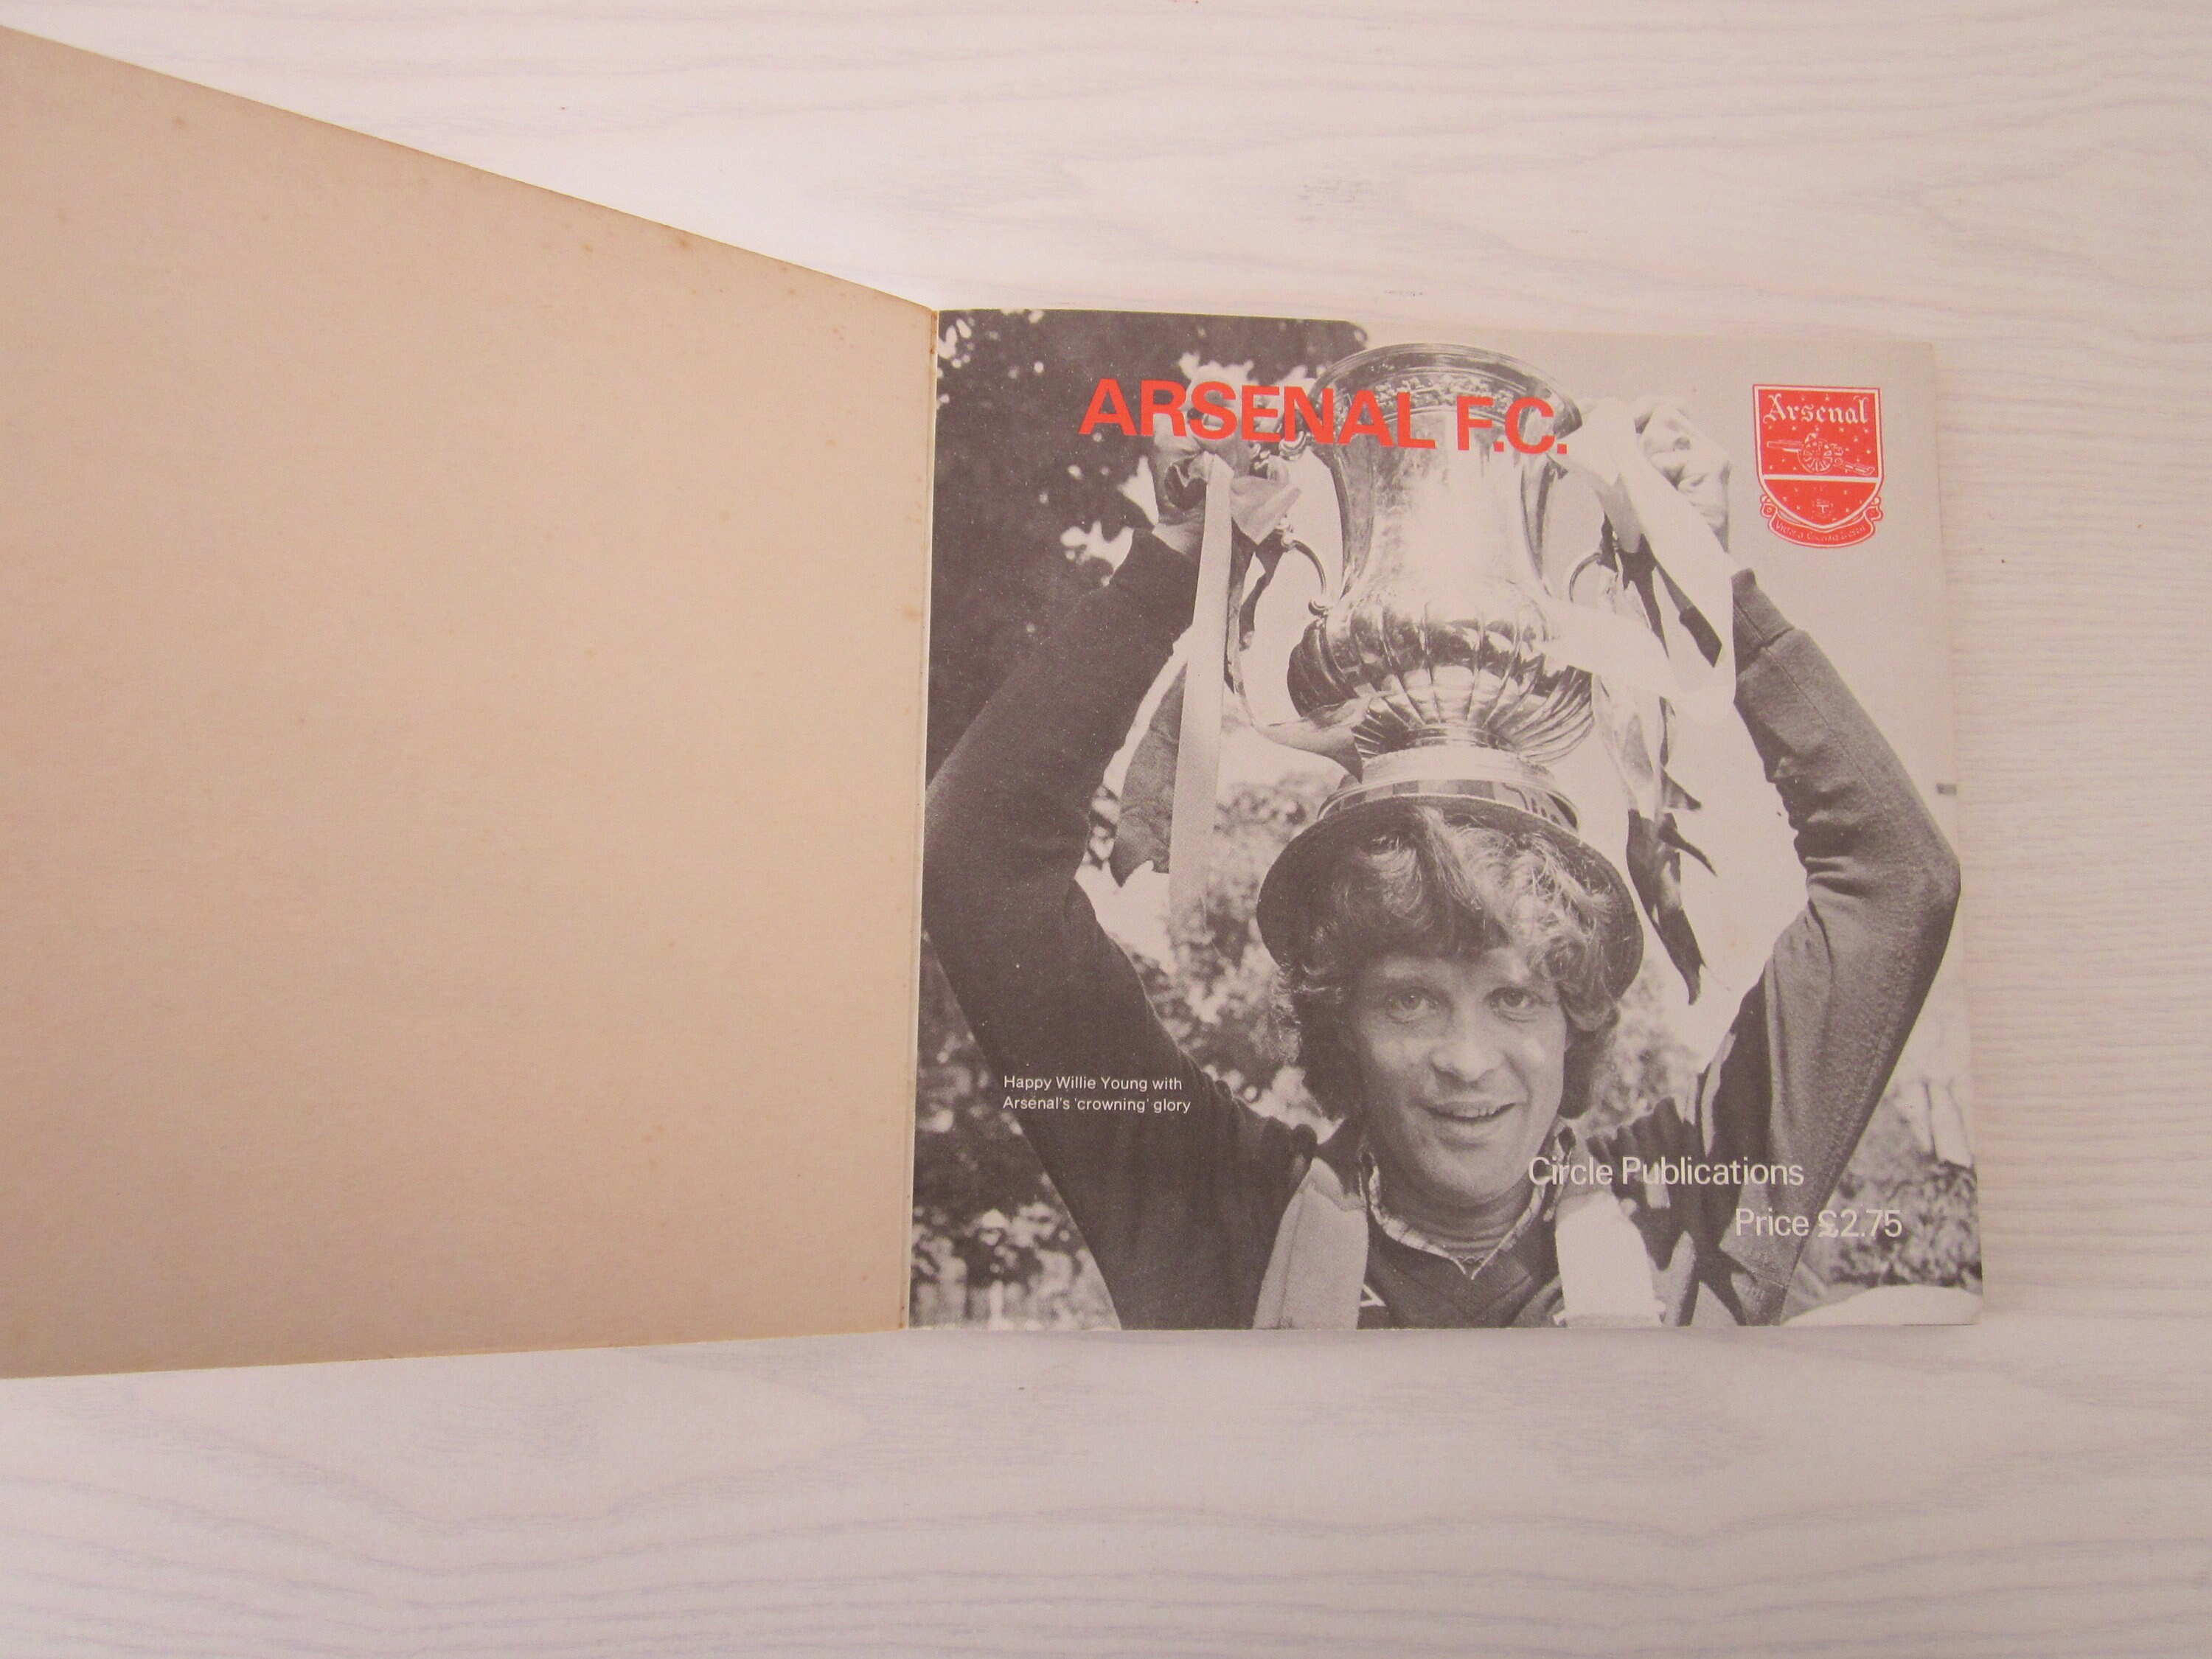 ARSENAL F.C.
Arsenal
Happy Willie Young with
Arsenal's 'crowning' glory
Circle Publications
Price £2.75